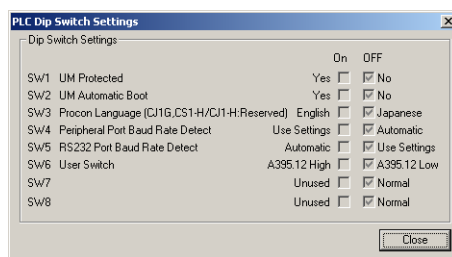 PLC Dip Switch Settings
Dip Switch Settings
On OFF
SW1 UM Protected Yes No
SW2 UM Automatic Boot Yes No
SW3 Procon Language (CJ1G,CS1-H/CJ1-H:Reserved) English Japanese
SW4 Peripheral Port Baud Rate Detect Use Settings Automatic
SW5 RS232 Port Baud Rate Detect Automatic Use Settings
SW6 User Switch A395.12 High A395.12 Low
SW7 Unused Normal
SW8 Unused Normal
Close